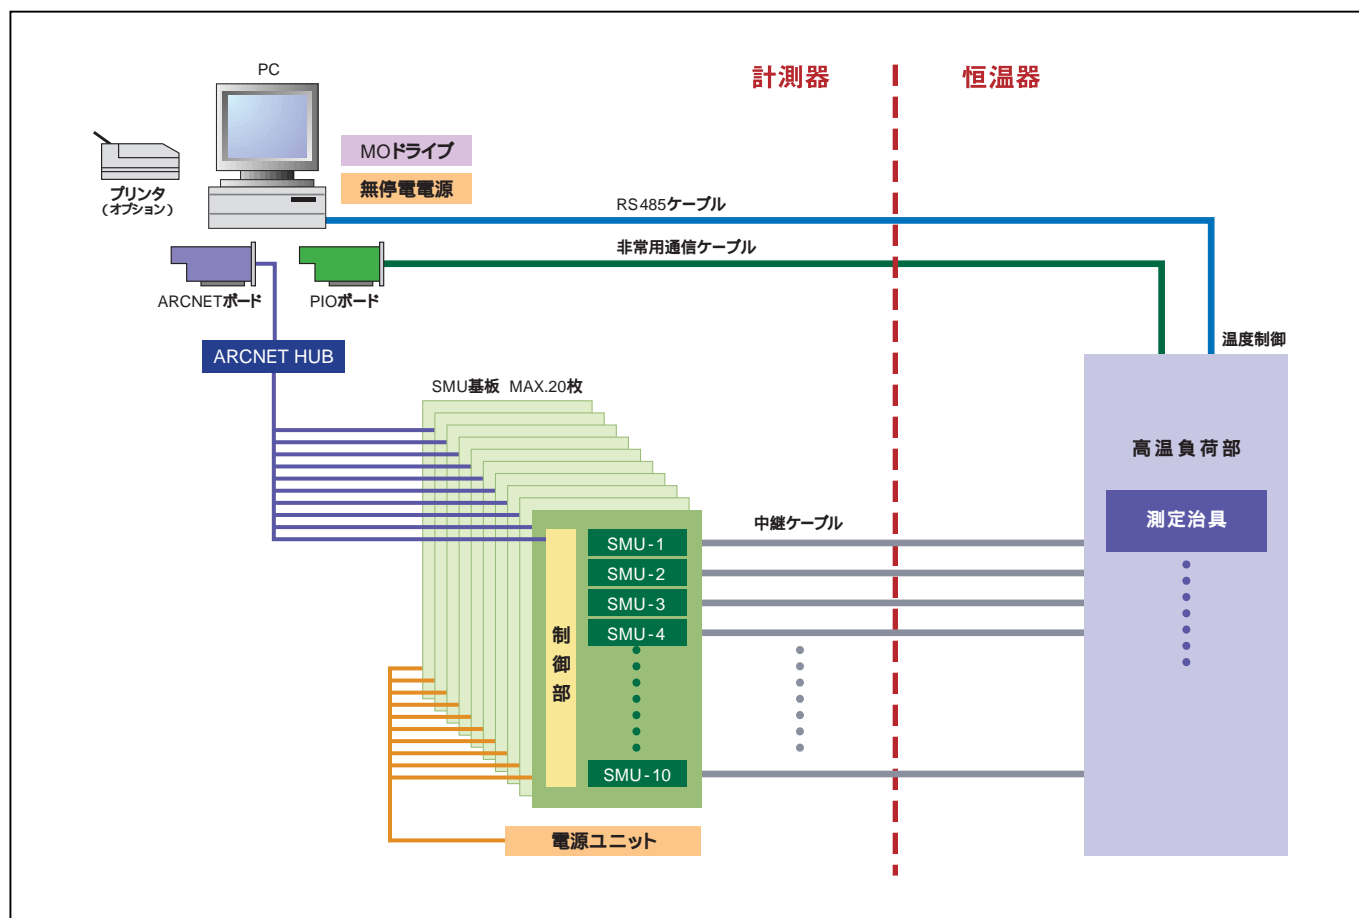 PC
計測器
恒温器
MOドライブ
無停電電源
プリンタ
(オプション)
RS485ケーブル
非常用通信ケーブル
ARCNETボード
PIOボード
温度制御
ARCNET HUB
SMU基板 MAX.20枚
高温負荷部
測定治具
中継ケーブル
SMU-1
SMU-2
SMU-3
SMU-4
制御部
SMU-10
電源ユニット